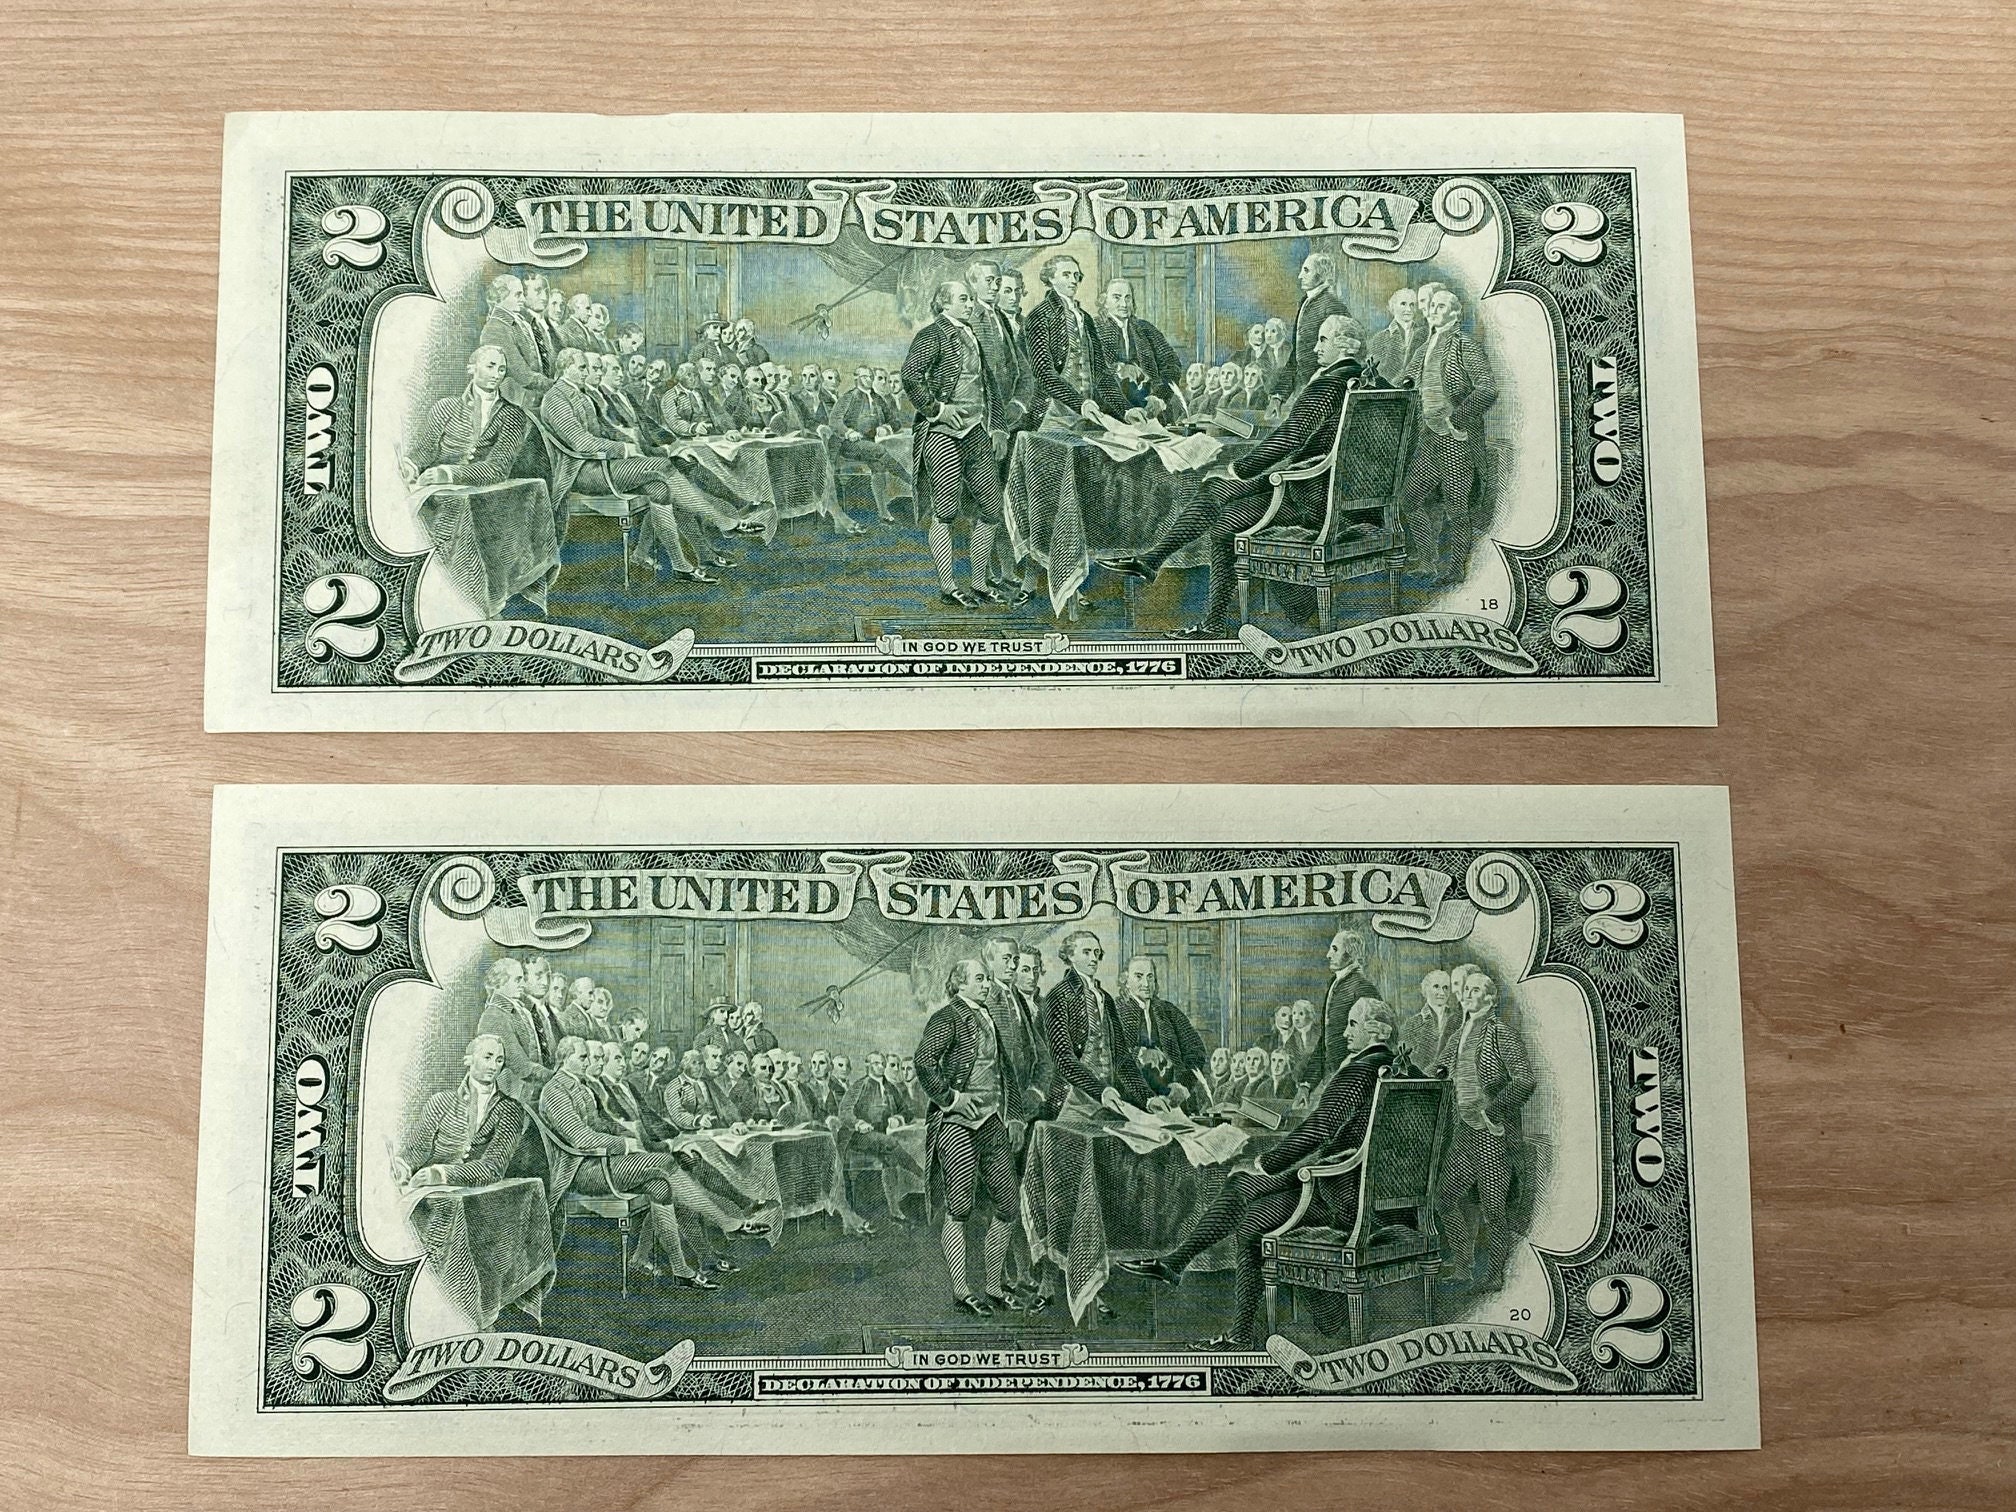 THE UNITED STATES OF AMERICA
2 2
TWO TWO
2 2
18
TWO DOLLARS TWO DOLLARS
IN GOD WE TRUST
DECLARATION OF INDEPENDENCE, 1776
THE UNITED STATES OF AMERICA
2 2
TWO TWO
2 2
20
TWO DOLLARS TWO DOLLARS
IN GOD WE TRUST
DECLARATION OF INDEPENDENCE, 1776